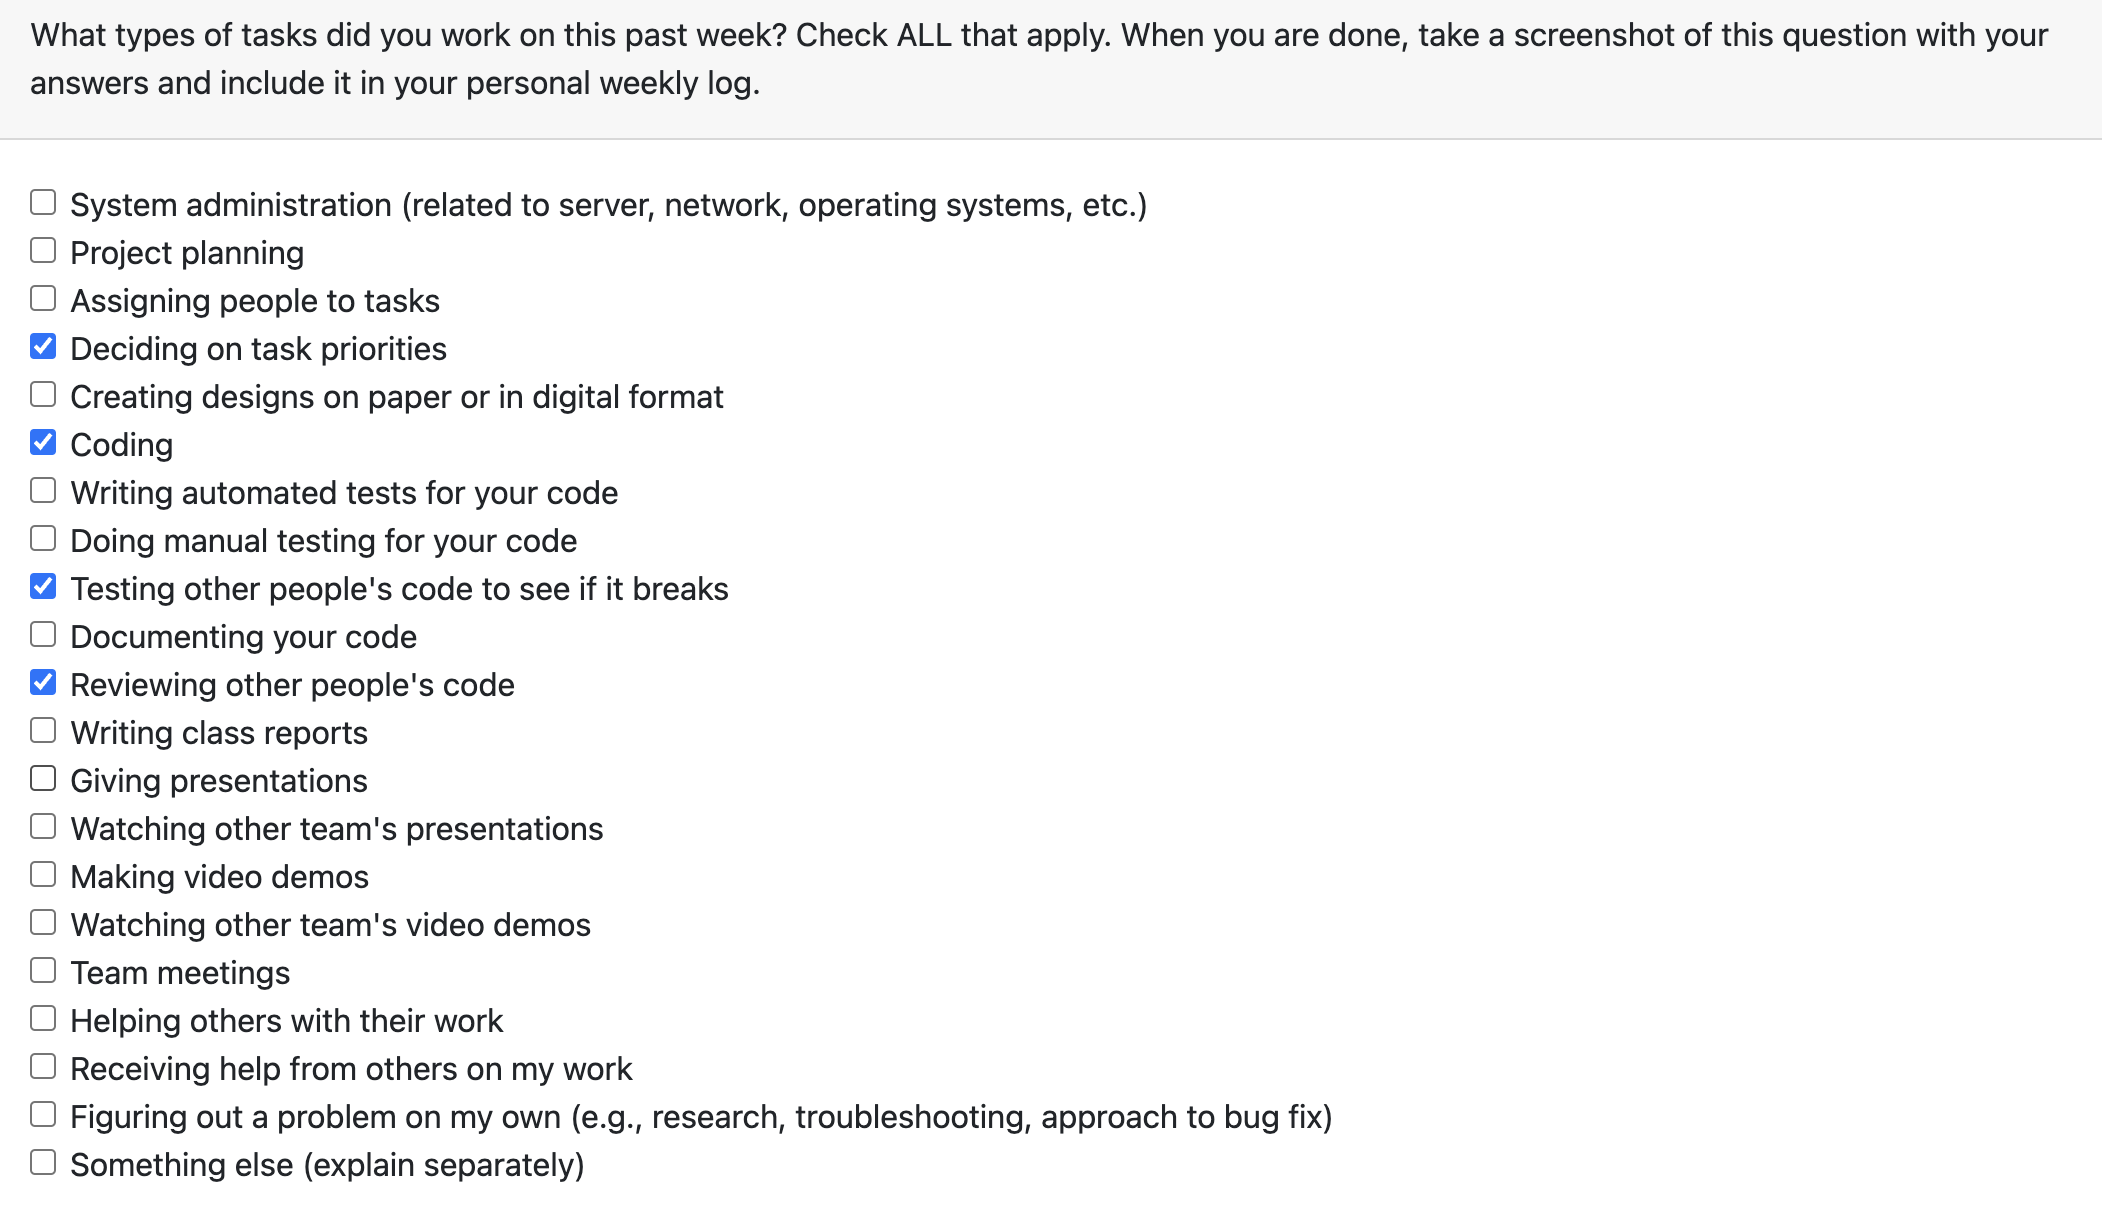 What types of tasks did you work on this past week? Check ALL that apply. When you are done, take a screenshot of this question with your
answers and include it in your personal weekly log.
System administration (related to server, network, operating systems, etc.)
Project planning
Assigning people to tasks
Deciding on task priorities
Creating designs on paper or in digital format
Coding
Writing automated tests for your code
Doing manual testing for your code
Testing other people's code to see if it breaks
Documenting your code
Reviewing other people's code
Writing class reports
Giving presentations
Watching other team's presentations
Making video demos
Watching other team's video demos
Team meetings
Helping others with their work
Receiving help from others on my work
Figuring out a problem on my own (e.g., research, troubleshooting, approach to bug fix)
Something else (explain separately)